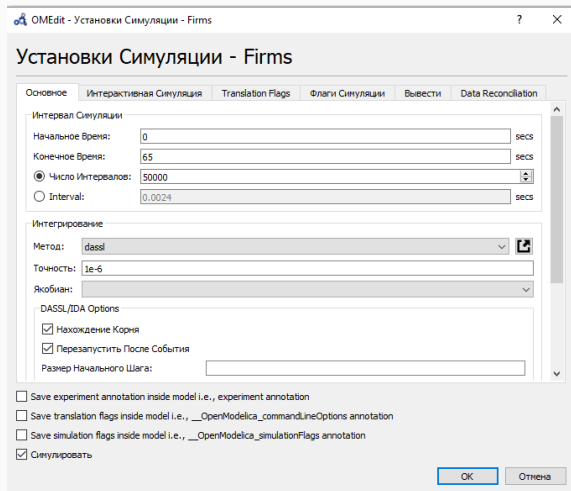 OMEdit - Установки Симуляции - Firms
Установки Симуляции - Firms
Основное Интерактивная Симуляция Translation Flags Флаги Симуляции Вывести Data Reconciliation
Интервал Симуляции
Начальное Время: 0 secs
Конечное Время: 65 secs
Число Интервалов: 50000
Interval: 0.0024 secs
Интегрирование
Метод: dassl
Точность: 1e-6
Якобиан:
DASSL/IDA Options
Нахождение Корня
Перезапустить После События
Размер Начального Шага:
Save experiment annotation inside model i.e., experiment annotation
Save translation flags inside model i.e., __OpenModelica_commandLineOptions annotation
Save simulation flags inside model i.e., __OpenModelica_simulationFlags annotation
Симулировать
OK Отмена